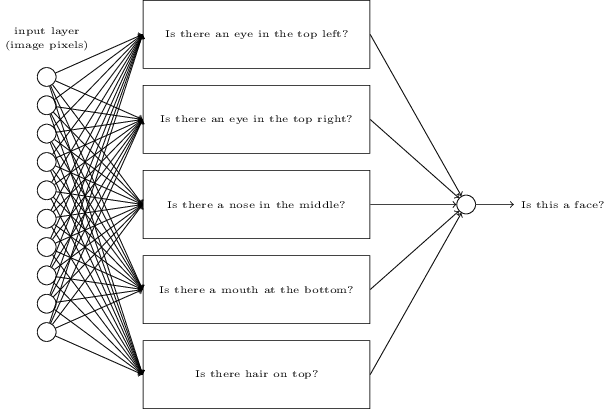 input layer
(image pixels)
Is there an eye in the top left?
Is there an eye in the top right?
Is there a nose in the middle?
Is there a mouth at the bottom?
Is there hair on top?
Is this a face?